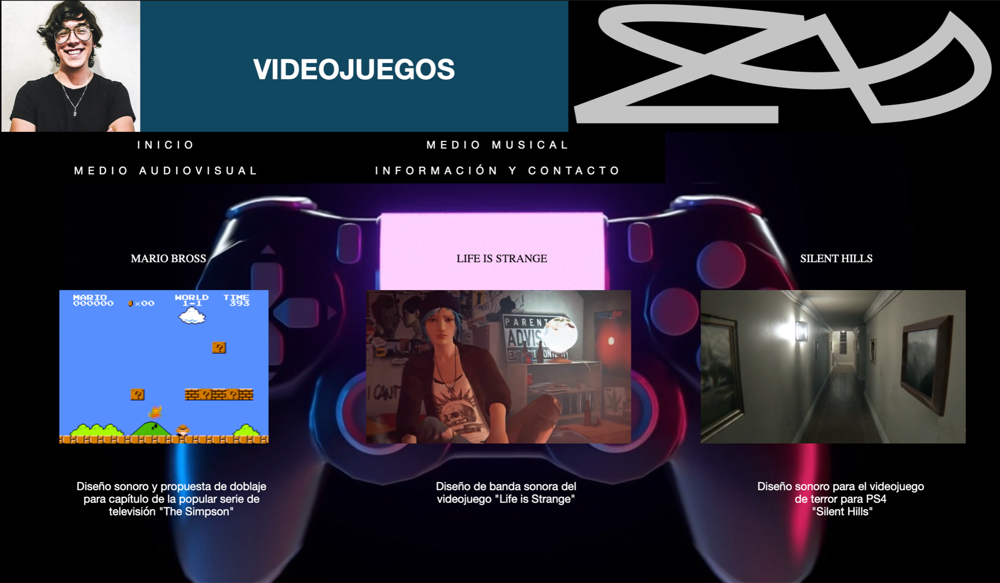 VIDEOJUEGOS
INICIO
MEDIO MUSICAL
MEDIO AUDIOVISUAL
INFORMACIÓN Y CONTACTO
MARIO BROSS
LIFE IS STRANGE
SILENT HILLS
MARIO WORLD TIME
000000 ×00 1-1 393
HO.
PARENT
ADVIS
I CAN'T
Diseño sonoro y propuesta de doblaje
para capítulo de la popular serie de
televisión "The Simpson"
Diseño de banda sonora del
videojuego "Life is Strange"
Diseño sonoro para el videojuego
de terror para PS4
"Silent Hills"